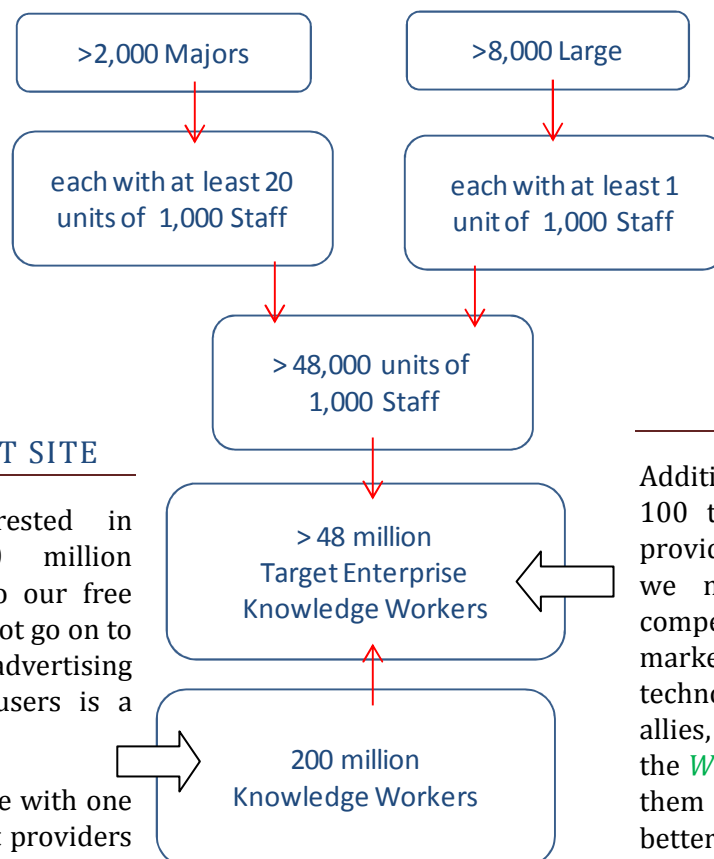 >2,000 Majors
>8,000 Large
each with at least 20
units of 1,000 Staff
each with at least 1
unit of 1,000 Staff
> 48,000 units of
1,000 Staff
> 48 million
Target Enterprise
Knowledge Workers
200 million
Knowledge Workers
T SITE
rested in
million
o our free
ot go on to
advertising
users is a
e with one
providers
Additi
100 t
provid
we m
compe
marke
techno
allies,
the W
them
better